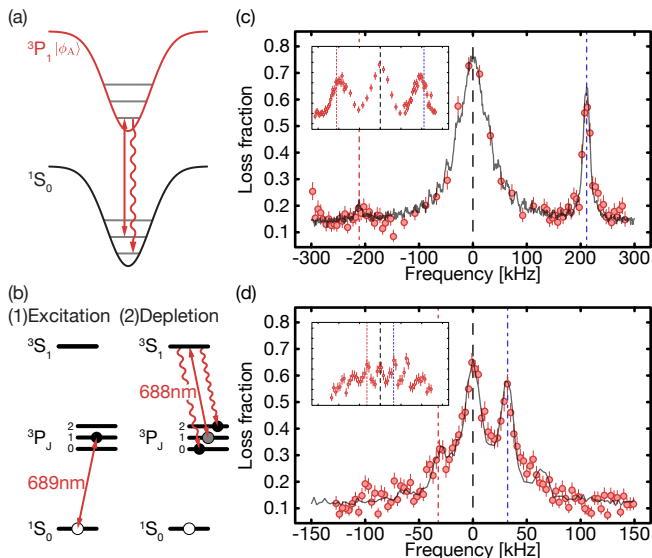 (a)
³P₁|ϕ_A⟩
¹S₀
(b)
(1)Excitation (2)Depletion
³S₁ ³S₁
688nm
³P_J 2 1 0 ³P_J 2 1 0
689nm
¹S₀ ¹S₀
(c)
Loss fraction
0.8
0.7
0.6
0.5
0.4
0.3
0.2
0.1
-300 -200 -100 0 100 200 300
Frequency [kHz]
(d)
Loss fraction
0.8
0.7
0.6
0.5
0.4
0.3
0.2
0.1
-150 -100 -50 0 50 100 150
Frequency [kHz]